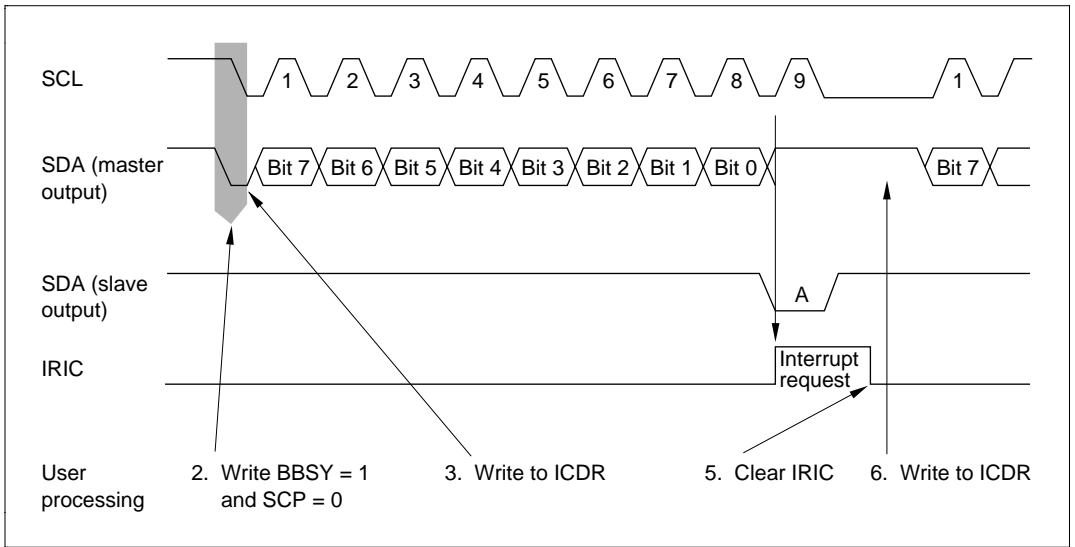 SCL
1 2 3 4 5 6 7 8 9 1
SDA (master
output)
Bit 7 Bit 6 Bit 5 Bit 4 Bit 3 Bit 2 Bit 1 Bit 0 Bit 7
SDA (slave
output)
A
IRIC
Interrupt
request
User
processing
2. Write BBSY = 1
and SCP = 0
3. Write to ICDR
5. Clear IRIC
6. Write to ICDR